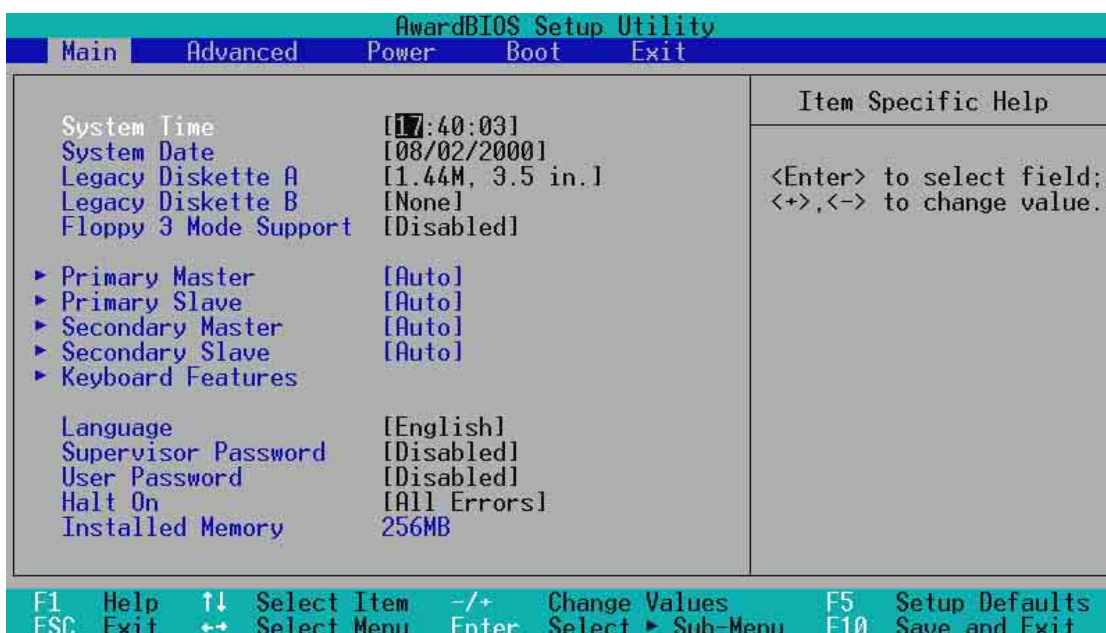 AwardBIOS Setup Utility
Main Advanced Power Boot Exit
System Time [17:40:03]
System Date [08/02/2000]
Legacy Diskette A [1.44M, 3.5 in.]
Legacy Diskette B [None]
Floppy 3 Mode Support [Disabled]
▶ Primary Master [Auto]
▶ Primary Slave [Auto]
▶ Secondary Master [Auto]
▶ Secondary Slave [Auto]
▶ Keyboard Features
Language [English]
Supervisor Password [Disabled]
User Password [Disabled]
Halt On [All Errors]
Installed Memory 256MB
Item Specific Help
<Enter> to select field;
<+>,<-> to change value.
F1 Help ↑↓ Select Item -/+ Change Values F5 Setup Defaults
ESC Exit ←→ Select Menu Enter Select ▶ Sub-Menu F10 Save and Exit